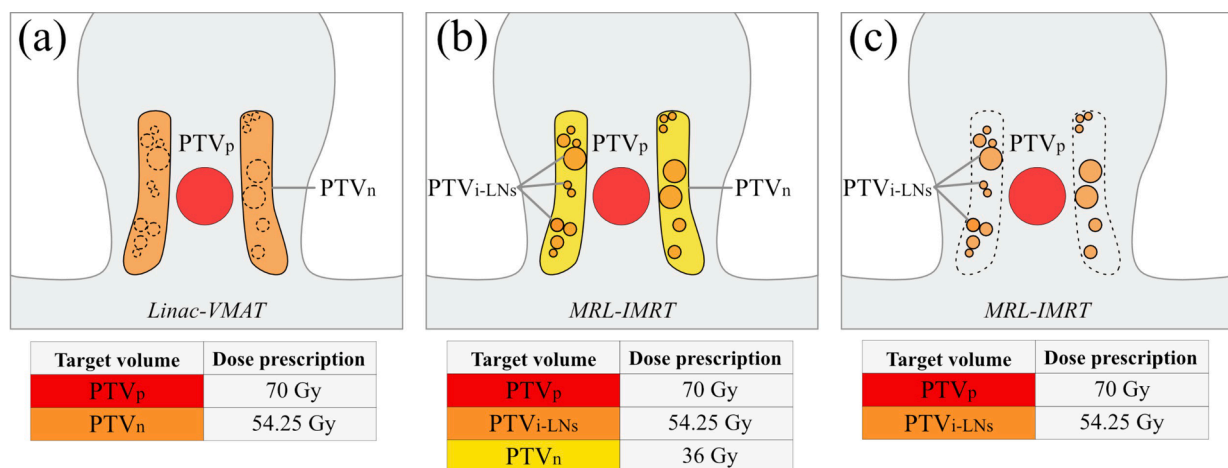 (a)
PTVp
PTVn
Linac-VMAT
Target volume Dose prescription
PTVp 70 Gy
PTVn 54.25 Gy
(b)
PTVp
PTVi-LNs
PTVn
MRL-IMRT
Target volume Dose prescription
PTVp 70 Gy
PTVi-LNs 54.25 Gy
PTVn 36 Gy
(c)
PTVp
PTVi-LNs
MRL-IMRT
Target volume Dose prescription
PTVp 70 Gy
PTVi-LNs 54.25 Gy